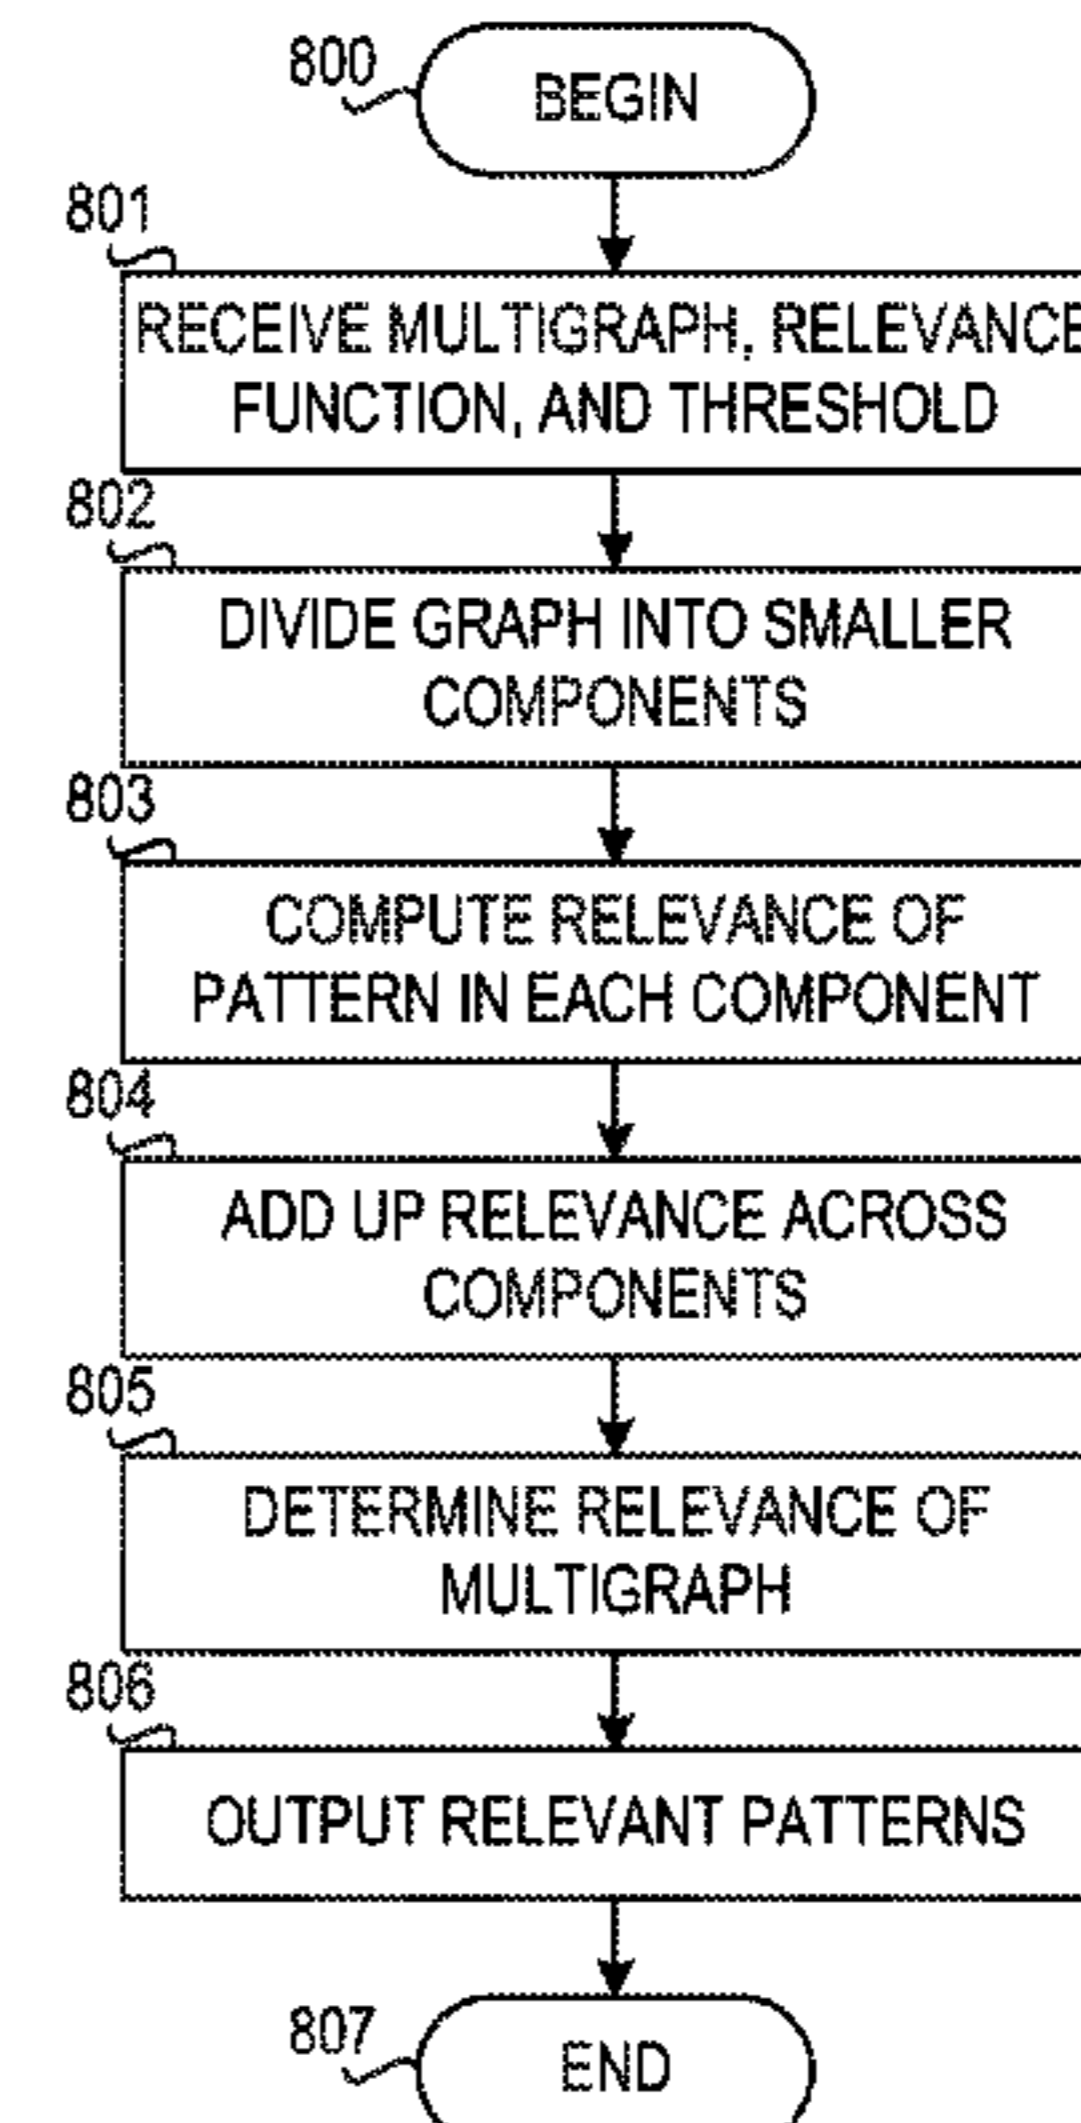 800
BEGIN
801
RECEIVE MULTIGRAPH, RELEVANCE
FUNCTION, AND THRESHOLD
802
DIVIDE GRAPH INTO SMALLER
COMPONENTS
803
COMPUTE RELEVANCE OF
PATTERN IN EACH COMPONENT
804
ADD UP RELEVANCE ACROSS
COMPONENTS
805
DETERMINE RELEVANCE OF
MULTIGRAPH
806
OUTPUT RELEVANT PATTERNS
807
END